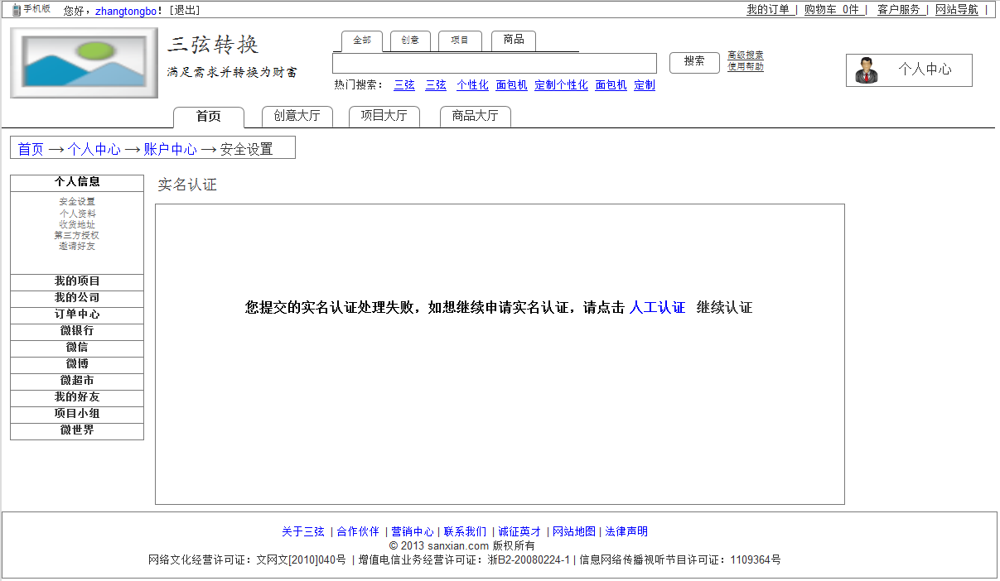 手机版 您好，zhangtongbo！[退出] 我的订单 | 购物车 0件 | 客户服务 | 网站导航 |
三弦转换
满足需求并转换为财富
全部 创意 项目 商品
搜索 高级搜索
使用帮助
个人中心
热门搜索： 三弦 三弦 个性化 面包机 定制个性化 面包机 定制
首页 创意大厅 项目大厅 商品大厅
首页 → 个人中心 → 账户中心 → 安全设置
个人信息
安全设置
个人资料
收货地址
第三方授权
邀请好友
我的项目
我的公司
订单中心
微银行
微信
微博
微超市
我的好友
项目小组
微世界
实名认证
您提交的实名认证处理失败，如想继续申请实名认证，请点击 人工认证 继续认证
关于三弦 | 合作伙伴 | 营销中心 | 联系我们 | 诚征英才 | 网站地图 | 法律声明
© 2013 sanxian.com 版权所有
网络文化经营许可证：文网文[2010]040号 | 增值电信业务经营许可证：浙B2-20080224-1 | 信息网络传播视听节目许可证：1109364号